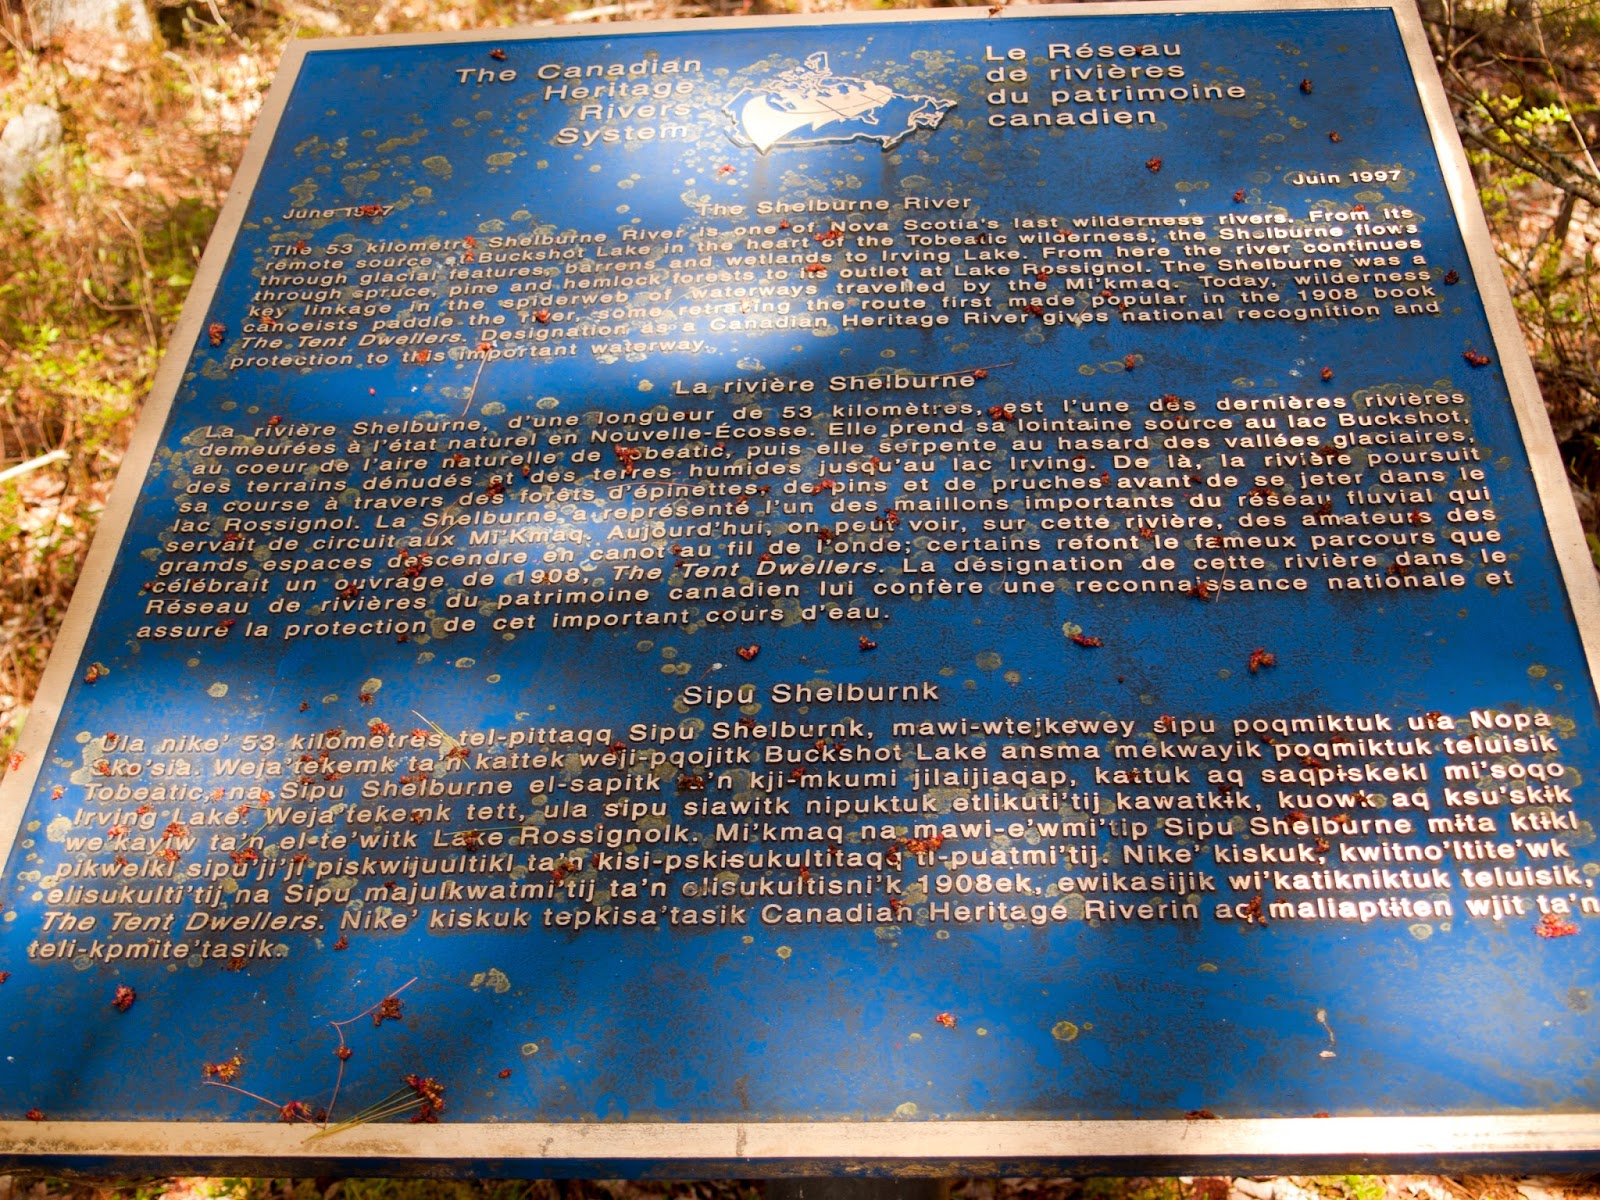 The Canadian
Heritage
Rivers
System
Le Réseau
de rivières
du patrimoine
canadien
June 1997
Juin 1997
The Shelburne River
The 53 kilometre Shelburne River is one of Nova Scotia's last wilderness rivers. From its
remote source at Buckshot Lake in the heart of the Tobeatic wilderness, the Shelburne flows
through glacial features, barrens and wetlands to Irving Lake. From here the river continues
through spruce, pine and hemlock forests to its outlet at Lake Rossignol. The Shelburne was a
key linkage in the spiderweb of waterways travelled by the Mi'kmaq. Today, wilderness
canoeists paddle the river, some retracing the route first made popular in the 1908 book
The Tent Dwellers. Designation as a Canadian Heritage River gives national recognition and
protection to this important waterway.
La rivière Shelburne
La rivière Shelburne, d'une longueur de 53 kilomètres, est l'une des dernières rivières
demeurées à l'état naturel en Nouvelle-Écosse. Elle prend sa lointaine source au lac Buckshot,
au coeur de l'aire naturelle de Tobeatic, puis elle serpente au hasard des vallées glaciaires,
des terrains dénudés et des terres humides jusqu'au lac Irving. De là, la rivière poursuit
sa course à travers des forêts d'épinettes, de pins et de pruches avant de se jeter dans le
lac Rossignol. La Shelburne a représenté l'un des maillons importants du réseau fluvial qui
servait de circuit aux Mi'Kmaq. Aujourd'hui, on peut voir, sur cette rivière, des amateurs des
grands espaces descendre en canot au fil de l'onde; certains refont le fameux parcours que
célébrait un ouvrage de 1908, The Tent Dwellers. La désignation de cette rivière dans le
Réseau de rivières du patrimoine canadien lui confère une reconnaissance nationale et
assure la protection de cet important cours d'eau.
Sipu Shelburnk
Ula nike' 53 kilometres tel-pittaqq Sipu Shelburnk, mawi-wtejkewey sipu poqmiktuk ula Nopa
Sko'sia. Weja'tekemk ta'n kattek weji-pqojitk Buckshot Lake ansma mekwayik poqmiktuk teluisik
Tobeatic, na Sipu Shelburne el-sapitk ta'n kji-mkumi jilaijiaqap, kattuk aq saqpɨskekl mi'soqo
Irving Lake. Weja'tekemk tett, ula sipu siawitk nipuktuk etlikuti'tij kawatkɨk, kuowk aq ksu'skɨk
we'kayiw ta'n el-te'witk Lake Rossignolk. Mi'kmaq na mawi-e'wmi'tip Sipu Shelburne mɨta ktɨkl
pikwelkl sipu'ji'jl piskwijuultikl ta'n kisi-pskɨsukultitaqq tl-puatmi'tij. Nike' kiskuk, kwitno'ltite'wk
elisukulti'tij na Sipu majulkwatmi'tij ta'n elisukultisni'k 1908ek, ewikasijik wi'katikniktuk teluisik,
The Tent Dwellers. Nike' kiskuk tepkisa'tasik Canadian Heritage Riverin aq maliaptɨten wjit ta'n
teli-kpmite'tasik.